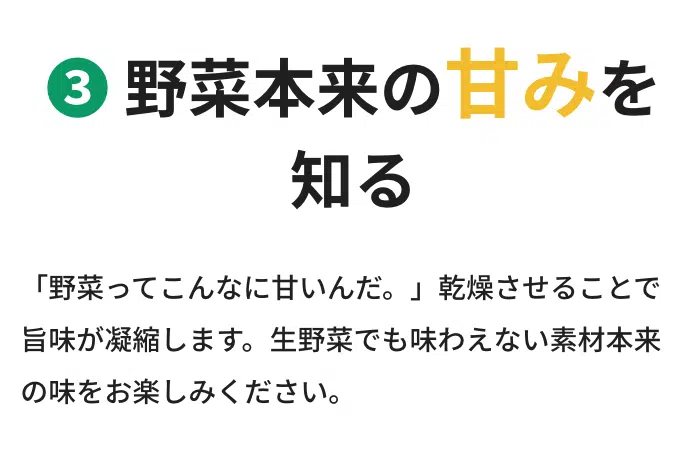 ❸ 野菜本来の甘みを
知る
「野菜ってこんなに甘いんだ。」乾燥させることで
旨味が凝縮します。生野菜でも味わえない素材本来
の味をお楽しみください。